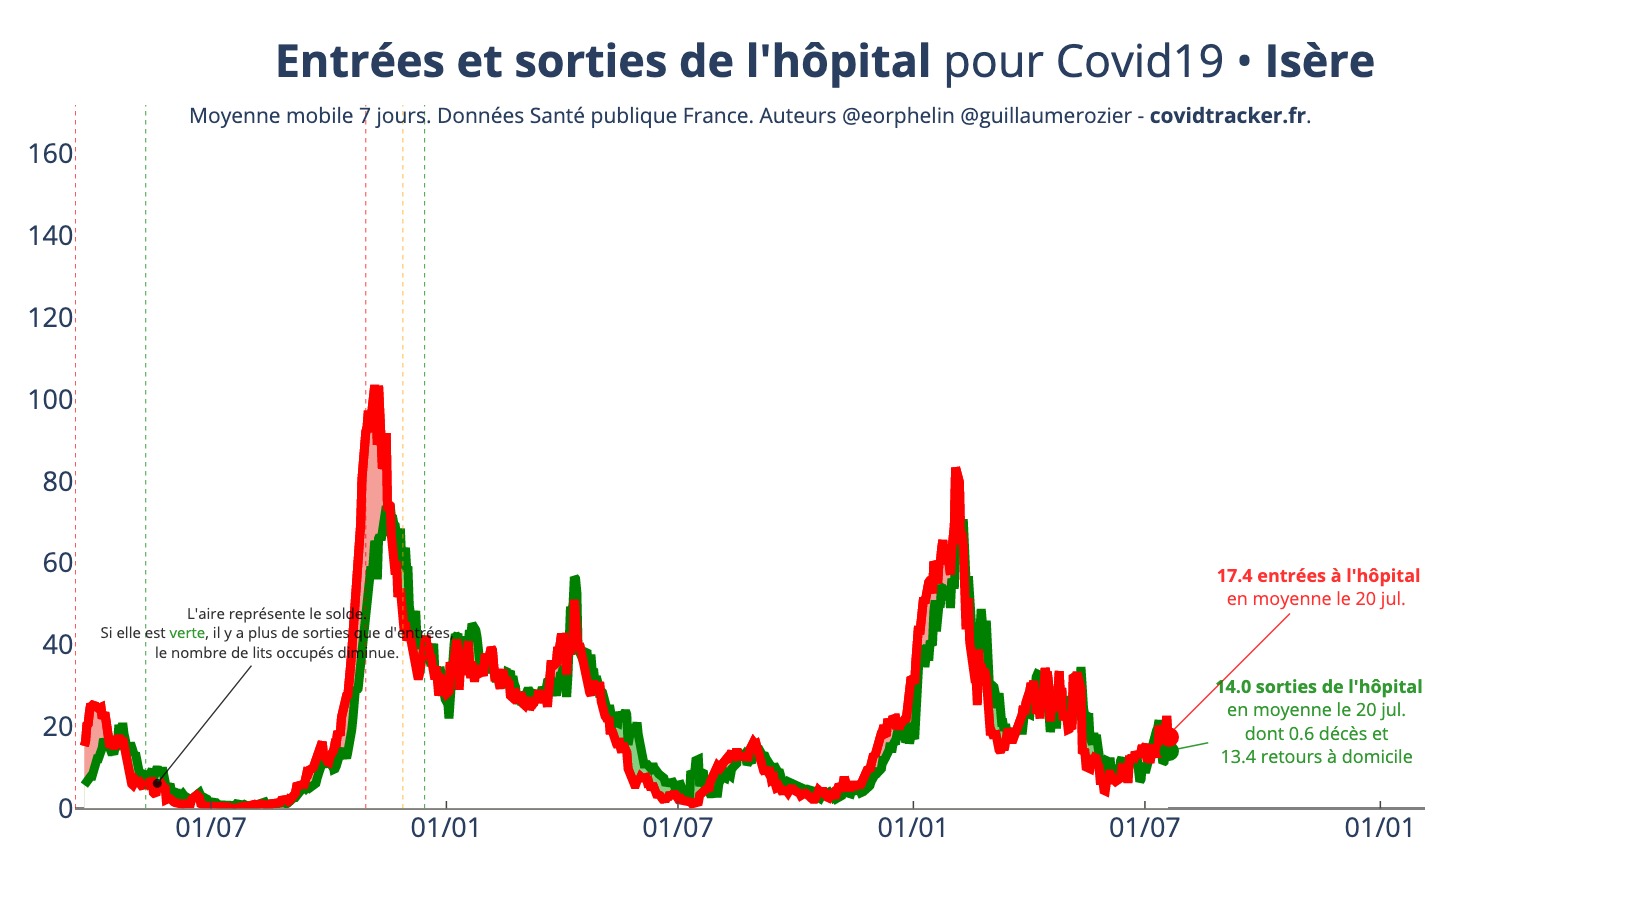 Entrées et sorties de l'hôpital pour Covid19 • Isère
Moyenne mobile 7 jours. Données Santé publique France. Auteurs @eorphelin @guillaumerozier - covidtracker.fr.
160
140
120
100
80
60
40
20
0
L'aire représente le solde.
Si elle est verte, il y a plus de sorties que d'entrées,
le nombre de lits occupés diminue.
17.4 entrées à l'hôpital
en moyenne le 20 jul.
14.0 sorties de l'hôpital
en moyenne le 20 jul.
dont 0.6 décès et
13.4 retours à domicile
01/07
01/01
01/07
01/01
01/07
01/01